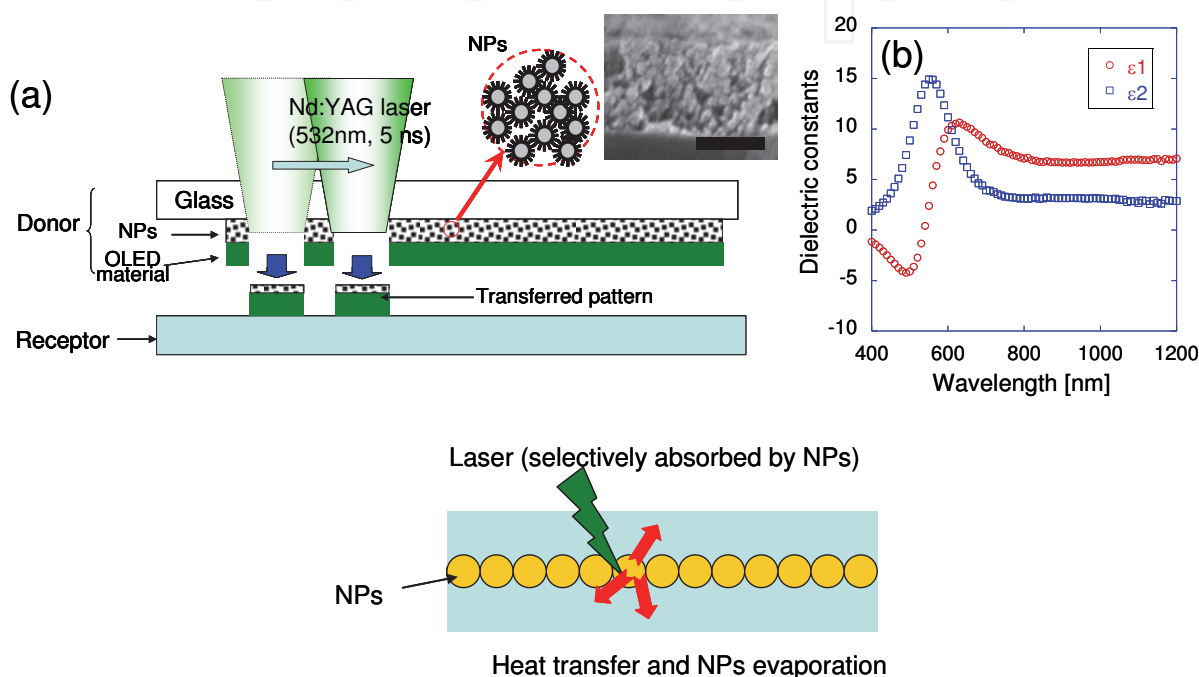 (a)
Nd:YAG laser
(532nm, 5 ns)
NPs
Glass
Donor
NPs
OLED
material
Transferred pattern
Receptor
(b)
ε1
ε2
Dielectric constants
20
15
10
5
0
-5
-10
400
600
800
1000
1200
Wavelength [nm]
Laser (selectively absorbed by NPs)
NPs
Heat transfer and NPs evaporation